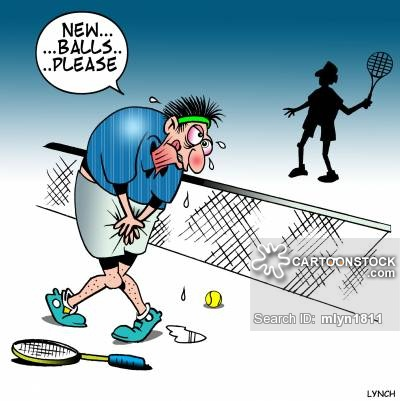 NEW...
...BALLS..
..PLEASE
CARTOONSTOCK
.com
Search ID: mlyn1811
LYNCH